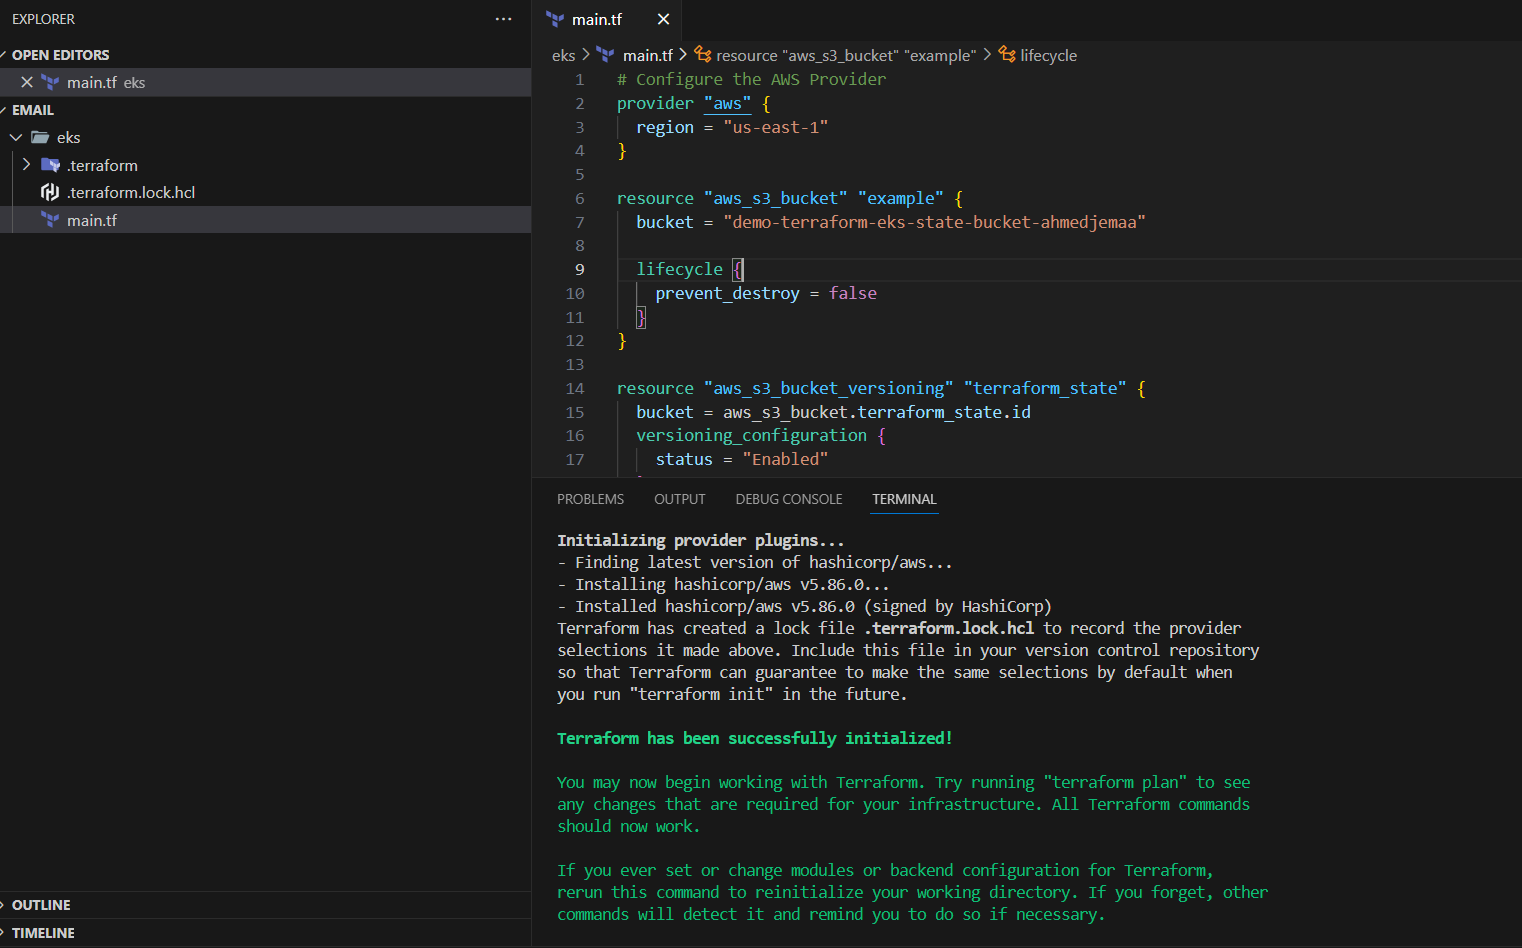 EXPLORER
...
OPEN EDITORS
main.tf eks
EMAIL
eks
.terraform
.terraform.lock.hcl
main.tf
OUTLINE
TIMELINE
main.tf
eks > main.tf > resource "aws_s3_bucket" "example" > lifecycle
1 # Configure the AWS Provider
2 provider "aws" {
3   region = "us-east-1"
4 }
5
6 resource "aws_s3_bucket" "example" {
7   bucket = "demo-terraform-eks-state-bucket-ahmedjemaa"
8
9   lifecycle {
10     prevent_destroy = false
11   }
12 }
13
14 resource "aws_s3_bucket_versioning" "terraform_state" {
15   bucket = aws_s3_bucket.terraform_state.id
16   versioning_configuration {
17     status = "Enabled"
PROBLEMS OUTPUT DEBUG CONSOLE TERMINAL
Initializing provider plugins...
- Finding latest version of hashicorp/aws...
- Installing hashicorp/aws v5.86.0...
- Installed hashicorp/aws v5.86.0 (signed by HashiCorp)
Terraform has created a lock file .terraform.lock.hcl to record the provider
selections it made above. Include this file in your version control repository
so that Terraform can guarantee to make the same selections by default when
you run "terraform init" in the future.
Terraform has been successfully initialized!
You may now begin working with Terraform. Try running "terraform plan" to see
any changes that are required for your infrastructure. All Terraform commands
should now work.
If you ever set or change modules or backend configuration for Terraform,
rerun this command to reinitialize your working directory. If you forget, other
commands will detect it and remind you to do so if necessary.